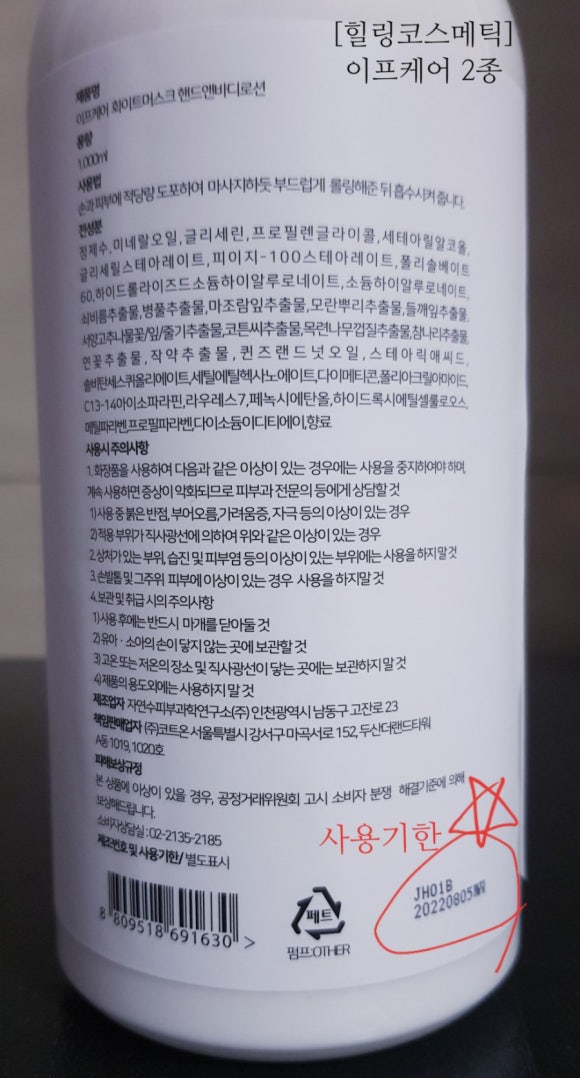 [힐링코스메틱]
이프케어 2종
제품명
이프케어 화이트머스크 핸드앤바디로션
용량
1,000ml
사용법
손과 피부에 적당량 도포하여 마사지하듯 부드럽게 롤링해준 뒤 흡수시켜 줍니다.
전성분
정제수, 미네랄오일, 글리세린, 프로필렌글라이콜, 세테아릴알코올,
글리세릴스테아레이트, 피이지-100스테아레이트, 폴리솔베이트
60, 하이드롤라이즈드소듐하이알루로네이트, 소듐하이알루로네이트,
쇠비름추출물, 병풀추출물, 마조람잎추출물, 모란뿌리추출물, 들깨잎추출물,
서양고추나물꽃/잎/줄기추출물, 코튼씨추출물, 목련나무껍질추출물, 참나리추출물,
연꽃추출물, 작약추출물, 퀸즈랜드넛오일, 스테아릭애씨드,
솔비탄세스퀴올리에이트, 세틸에틸헥사노에이트, 다이메티콘, 폴리아크릴아마이드,
C13-14아이소파라핀, 라우레스7, 페녹시에탄올, 하이드록시에틸셀룰로오스,
메틸파라벤, 프로필파라벤, 다이소듐이디티에이, 향료
사용시 주의사항
1. 화장품을 사용하여 다음과 같은 이상이 있는 경우에는 사용을 중지하여야 하며,
계속 사용하면 증상이 악화되므로 피부과 전문의 등에게 상담할 것
1) 사용 중 붉은 반점, 부어오름, 가려움증, 자극 등의 이상이 있는 경우
2) 적용 부위가 직사광선에 의하여 위와 같은 이상이 있는 경우
2. 상처가 있는 부위, 습진 및 피부염 등의 이상이 있는 부위에는 사용을 하지 말 것
3. 손발톱 및 그주위 피부에 이상이 있는 경우 사용을 하지말 것
4. 보관 및 취급 시의 주의사항
1) 사용 후에는 반드시 마개를 닫아둘 것
2) 유아·소아의 손이 닿지 않는 곳에 보관할 것
3) 고온 또는 저온의 장소 및 직사광선이 닿는 곳에는 보관하지 말 것
4) 제품의 용도외에는 사용하지 말 것
제조업자 자연수피부과학연구소(주) 인천광역시 남동구 고잔로 23
책임판매업자 (주)코트온 서울특별시 강서구 마곡서로 152, 두산더랜드타워
A동 1019, 1020호
피해보상규정
본 상품에 이상이 있을 경우, 공정거래위원회 고시 소비자 분쟁 해결기준에 의해
보상해드립니다.
소비자상담실 : 02-2135-2185
제조번호 및 사용기한/ 별도표시
사용기한
JH01B
20220805까지
8 809518 691630 >
페트
펌프:OTHER